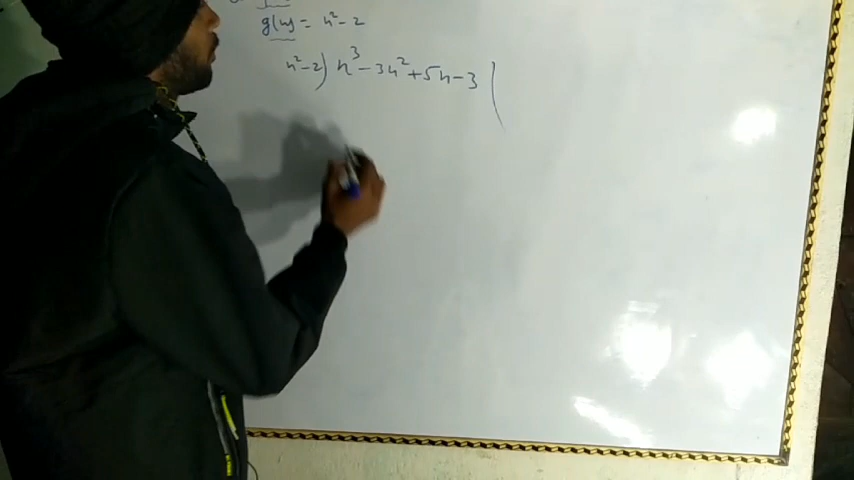 g(x) = x² - 2
x² - 2) x³ - 3x² + 5x - 3 (